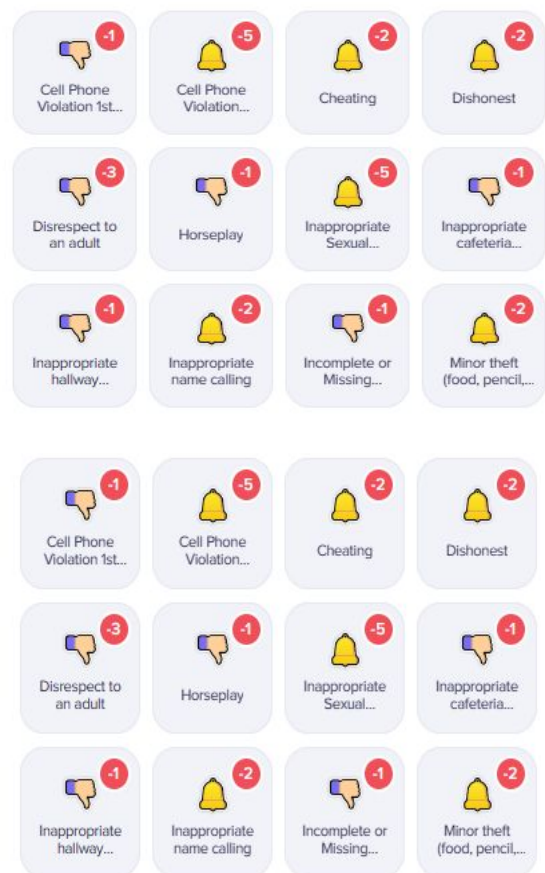 -1 -5 -2 -2
Cell Phone Violation 1st... Cell Phone Violation... Cheating Dishonest
-3 -1 -5 -1
Disrespect to an adult Horseplay Inappropriate Sexual... Inappropriate cafeteria...
-1 -2 -1 -2
Inappropriate hallway... Inappropriate name calling Incomplete or Missing... Minor theft (food, pencil,...
-1 -5 -2 -2
Cell Phone Violation 1st... Cell Phone Violation... Cheating Dishonest
-3 -1 -5 -1
Disrespect to an adult Horseplay Inappropriate Sexual... Inappropriate cafeteria...
-1 -2 -1 -2
Inappropriate hallway... Inappropriate name calling Incomplete or Missing... Minor theft (food, pencil,...